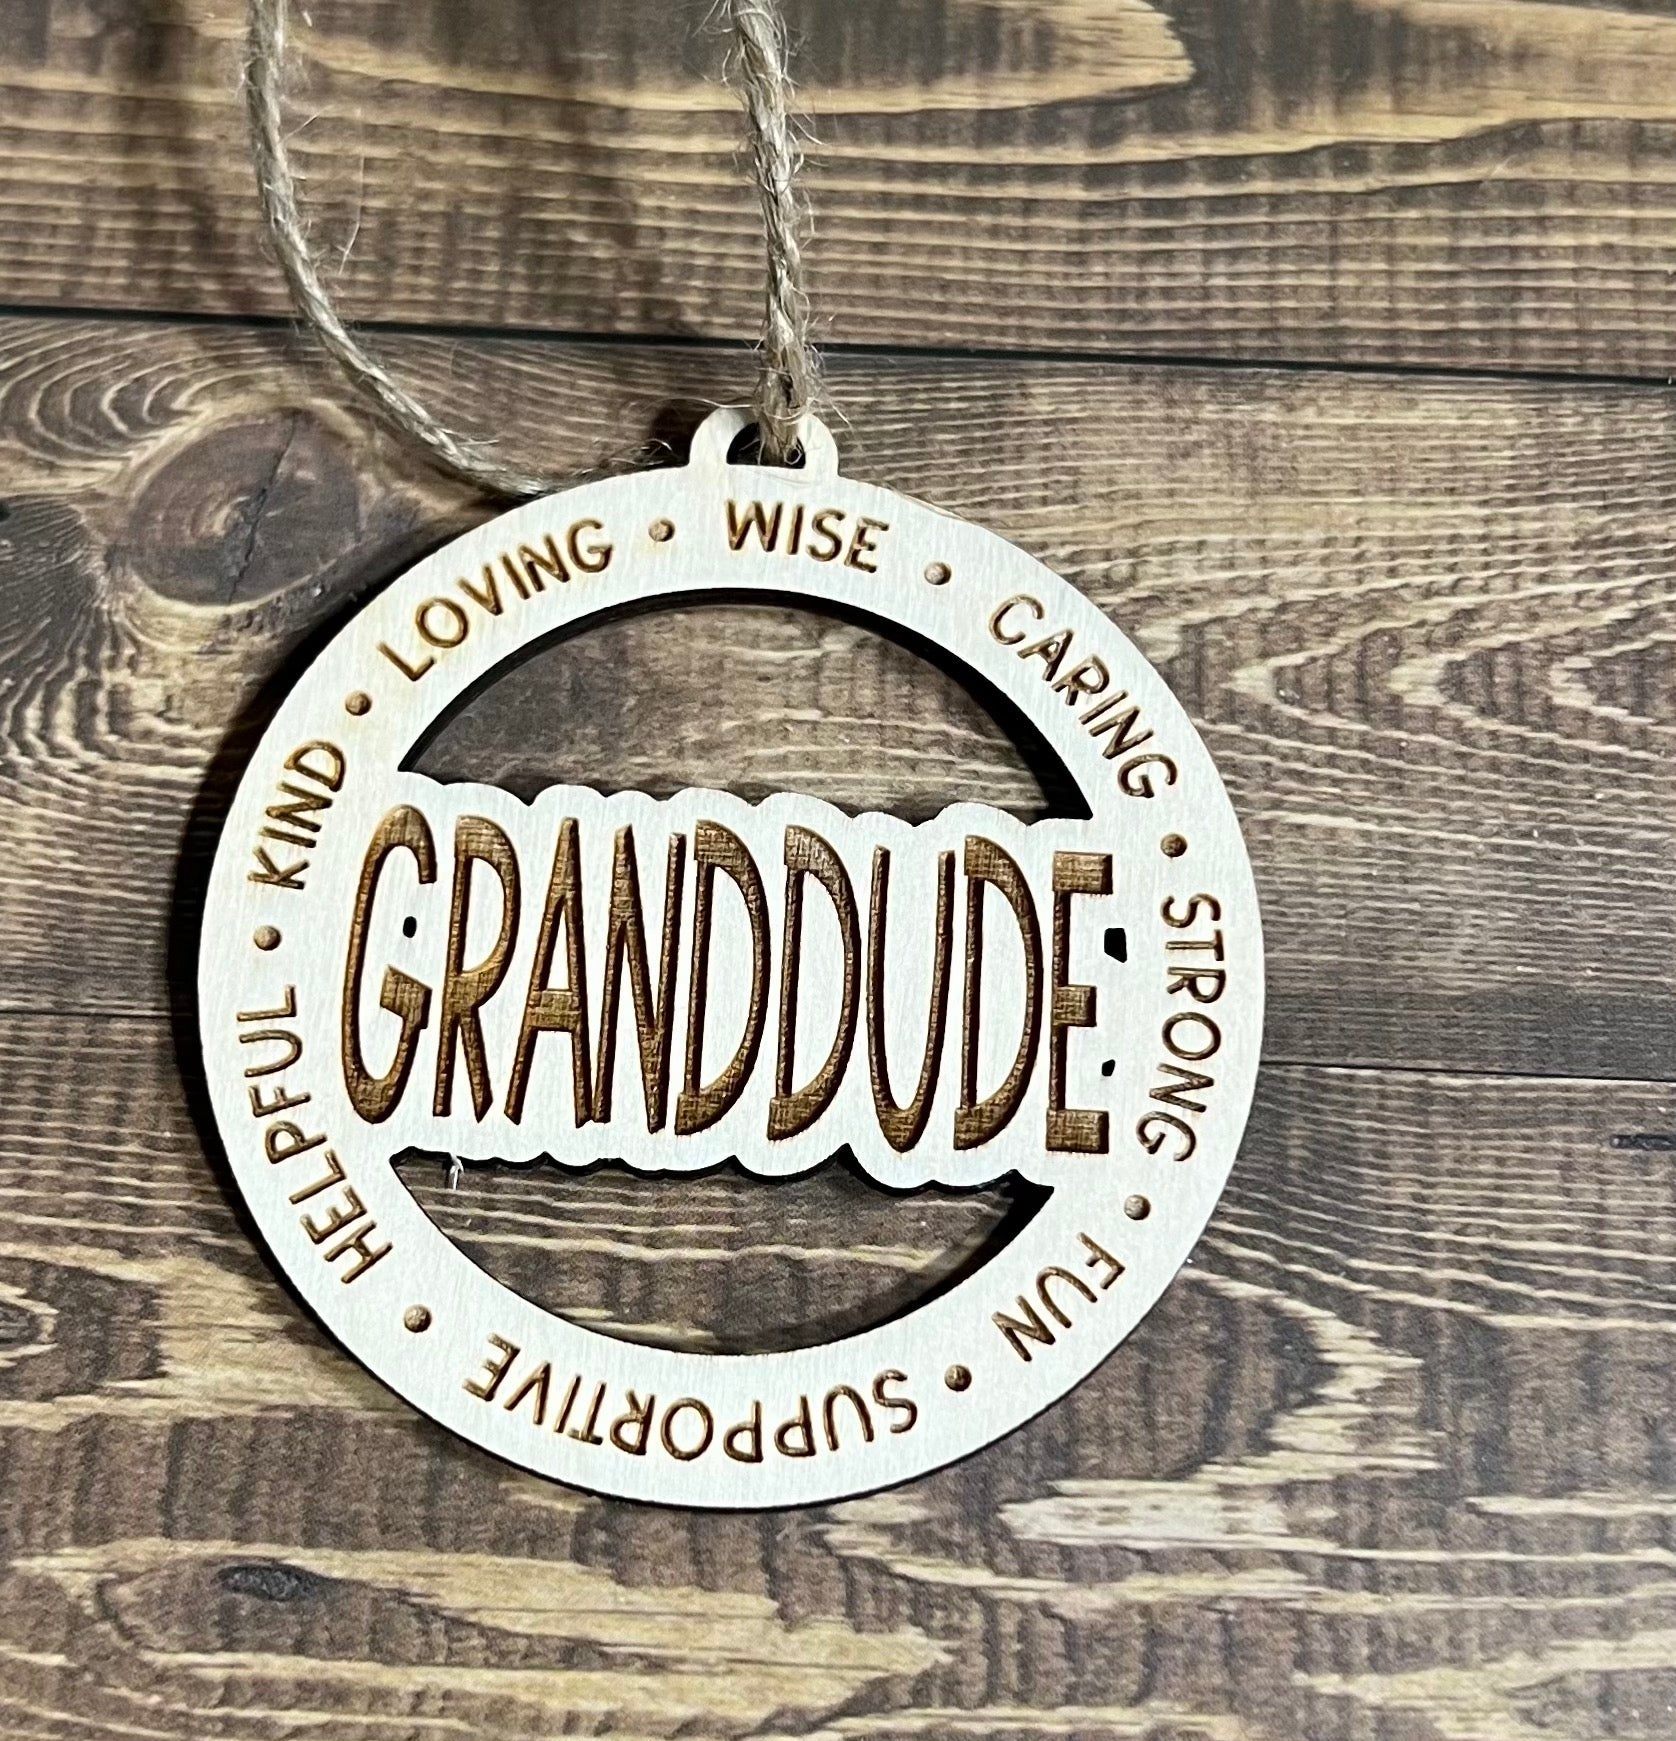 LOVING • WISE • CARING • STRONG • FUN • SUPPORTIVE • HELPFUL • KIND •
GRANDDUDE